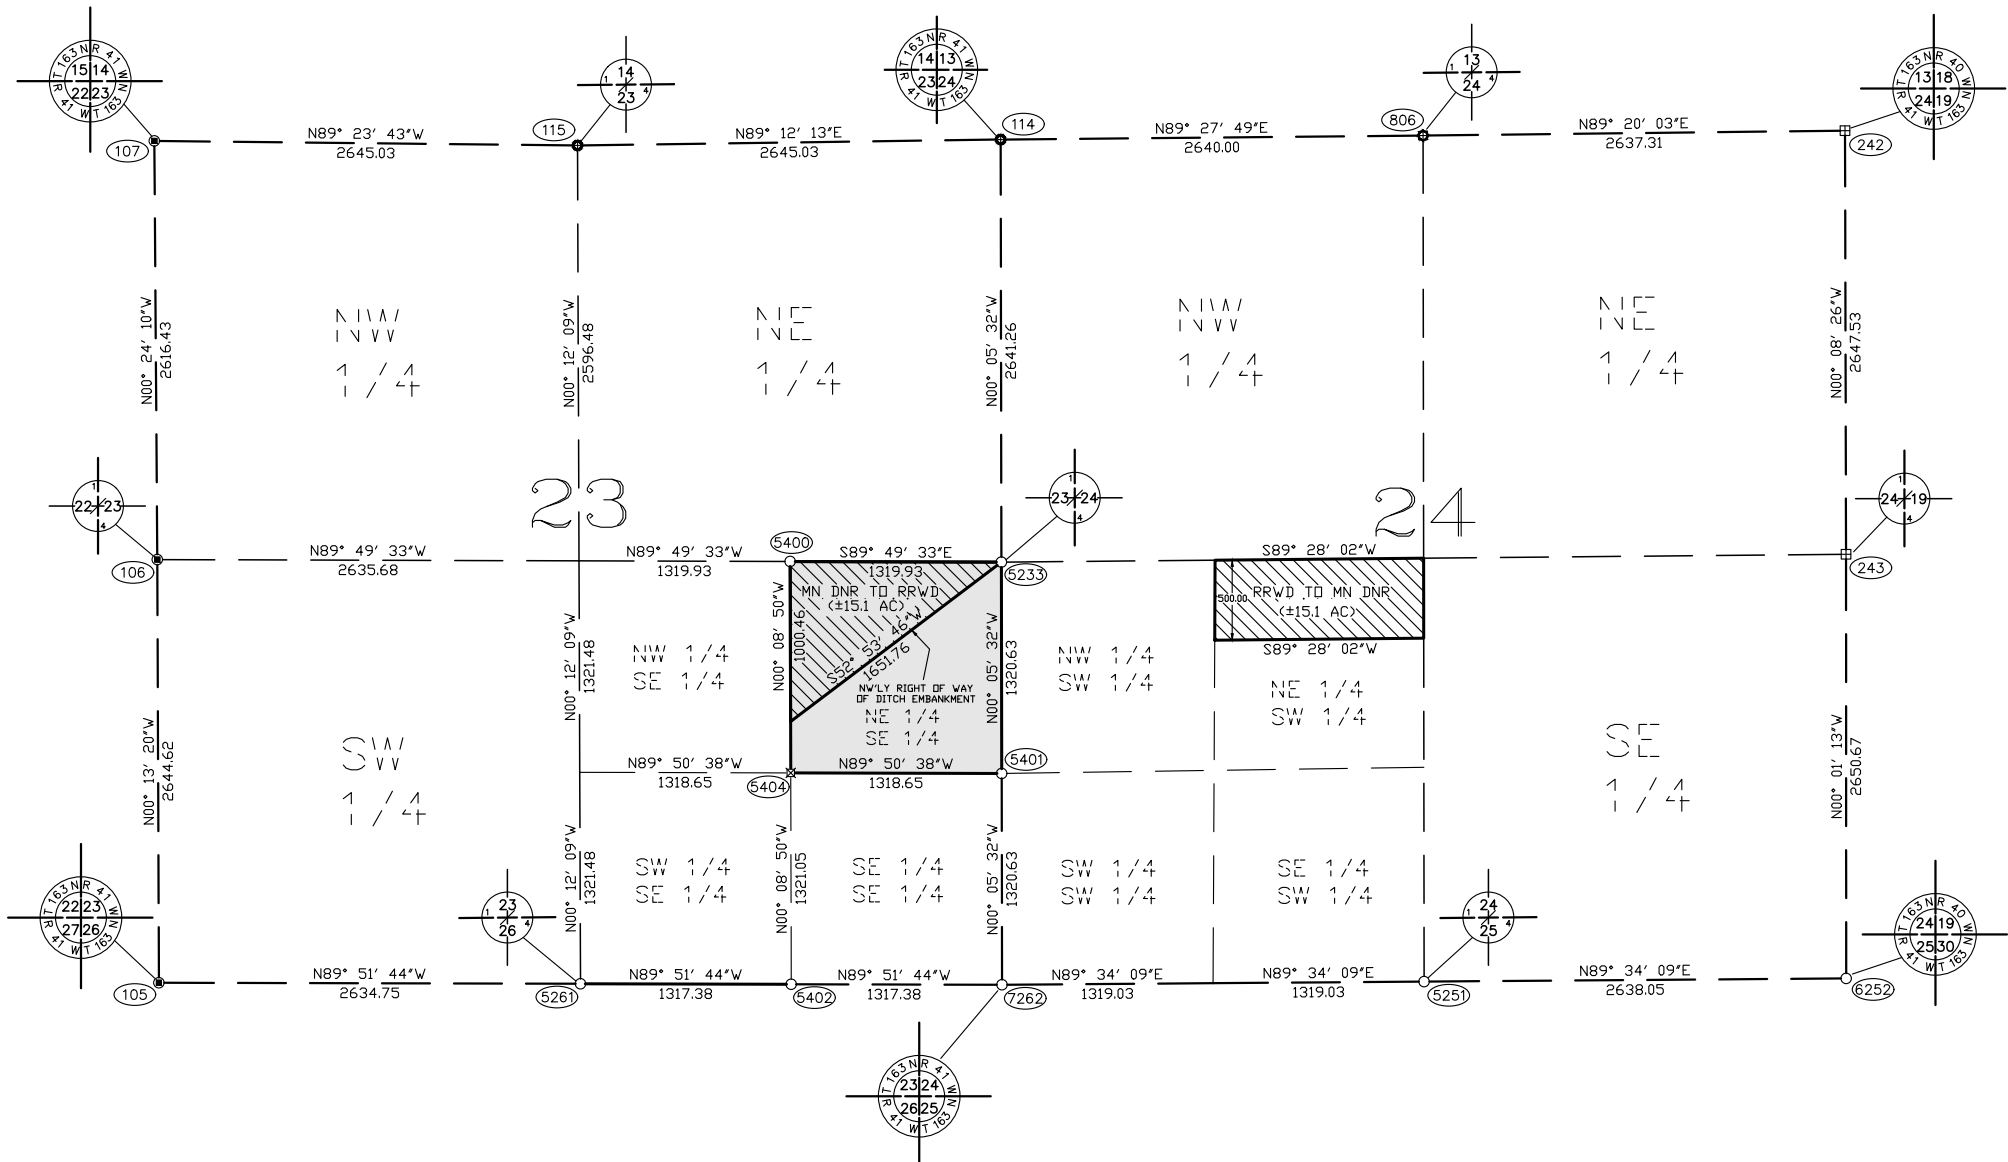 T 163 N R 41 W
15 14
22 23
R 41 W T 163 N
1 14 4
23
T 163 N R 41 W
14 13
23 24
R 41 W T 163 N
1 13 4
24
T 163 N R 40 W
13 18
24 19
R 41 W T 163 N
107
N89° 23' 43"W
2645.03
115
N89° 12' 13"E
2645.03
114
N89° 27' 49"E
2640.00
806
N89° 20' 03"E
2637.31
242
N00° 24' 10"W
2616.43
NW
1/4
N00° 12' 09"W
2596.48
NE
1/4
N00° 05' 32"W
2641.26
NW
1/4
NE
1/4
N00° 08' 26"W
2647.53
1
22 23
4
23
1
23 24
4
24
1
24 19
4
106
N89° 49' 33"W
2635.68
N89° 49' 33"W
1319.93
5400
S89° 49' 33"E
1319.93
5233
S89° 28' 02"W
243
MN DNR TO RRWD
(±15.1 AC)
500.00
RRWD TO MN DNR
(±15.1 AC)
S89° 28' 02"W
N00° 12' 09"W
1321.48
NW 1/4
SE 1/4
N00° 08' 50"W
1000.46
S52° 53' 46"W
1651.76
NW'LY RIGHT OF WAY
OF DITCH EMBANKMENT
NE 1/4
SE 1/4
N00° 05' 32"W
1320.63
NW 1/4
SW 1/4
NE 1/4
SW 1/4
N00° 13' 20"W
2644.62
SW
1/4
SE
1/4
N00° 01' 13"W
2650.67
N89° 50' 38"W
1318.65
5404
N89° 50' 38"W
1318.65
5401
N00° 12' 09"W
1321.48
SW 1/4
SE 1/4
N00° 08' 50"W
1321.05
SE 1/4
SE 1/4
N00° 05' 32"W
1320.63
SW 1/4
SW 1/4
SE 1/4
SW 1/4
T 163 N R 41 W
22 23
27 26
R 41 W T 163 N
1 23 4
26
1 24 4
25
T 163 N R 40 W
24 19
25 30
R 41 W T 163 N
105
N89° 51' 44"W
2634.75
5261
N89° 51' 44"W
1317.38
5402
N89° 51' 44"W
1317.38
7262
N89° 34' 09"E
1319.03
N89° 34' 09"E
1319.03
5251
N89° 34' 09"E
2638.05
6252
T 163 N R 41 W
23 24
26 25
R 41 W T 163 N